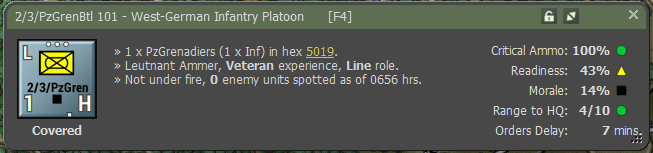 2/3/PzGrenBtl 101 - West-German Infantry Platoon [F4]
L
2/3/PzGren
1 .H
Covered
» 1 x PzGrenadiers (1 x Inf) in hex 5019.
» Leutnant Ammer, Veteran experience, Line role.
» Not under fire, 0 enemy units spotted as of 0656 hrs.
Critical Ammo: 100%
Readiness: 43%
Morale: 14%
Range to HQ: 4/10
Orders Delay: 7 mins